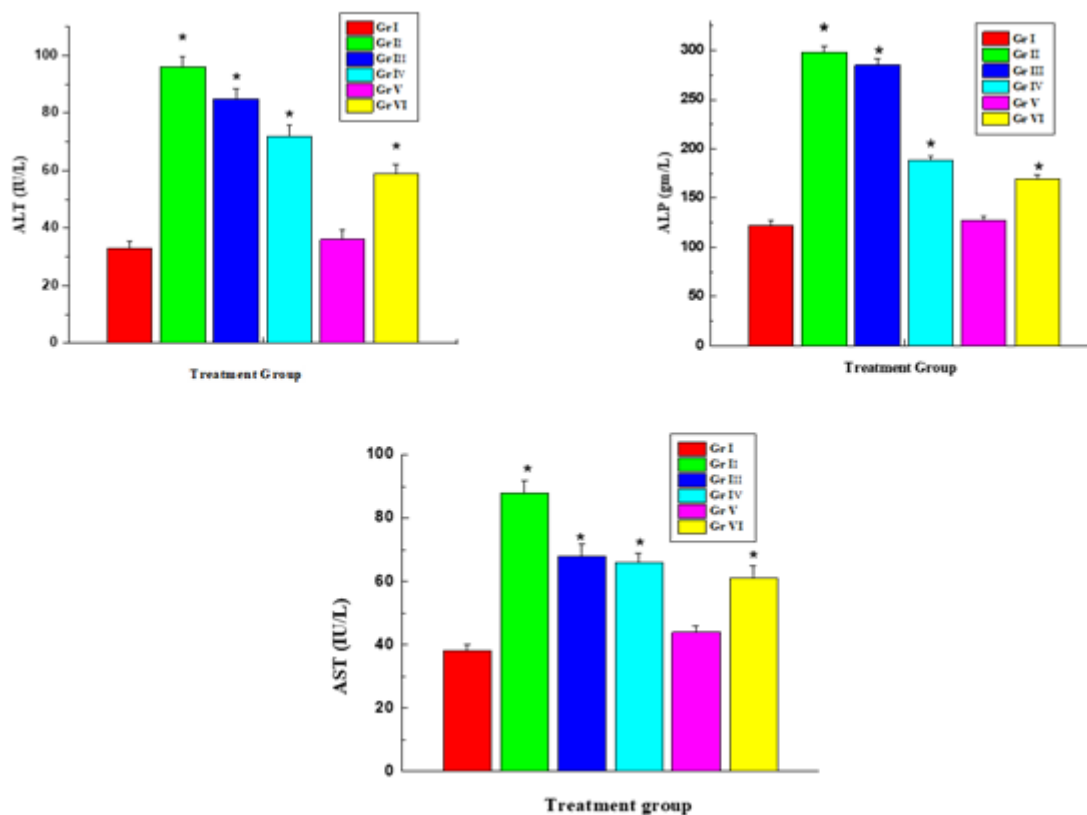 ALT (IU/L)
100
80
60
40
20
0
*
*
*
*
Gr I
Gr II
Gr III
Gr IV
Gr V
Gr VI
Treatment Group
ALP (gm/L)
300
250
200
150
100
50
0
*
*
*
*
Gr I
Gr II
Gr III
Gr IV
Gr V
Gr VI
Treatment Group
AST (IU/L)
100
80
60
40
20
0
*
*
*
*
Gr I
Gr II
Gr III
Gr IV
Gr V
Gr VI
Treatment group